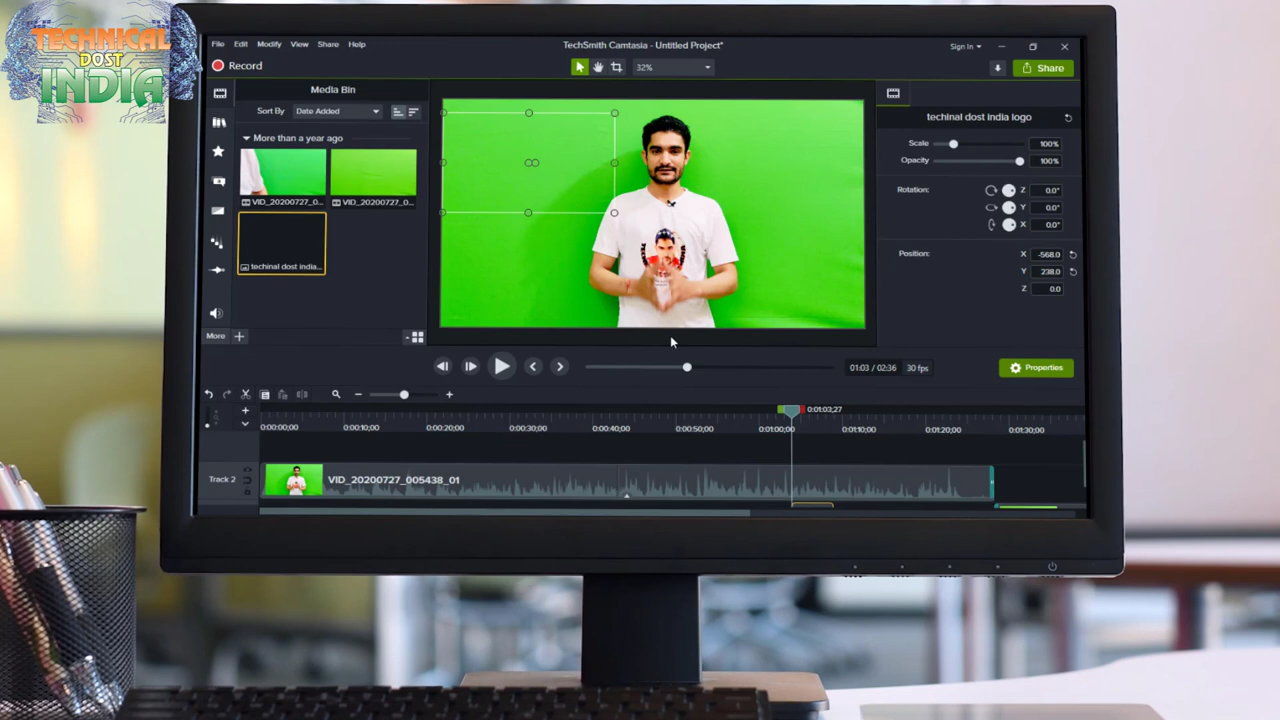 TECHNICAL
DOST
INDIA
File Edit Modify View Share Help
TechSmith Camtasia - Untitled Project*
Sign In
Record
32%
Share
Media Bin
Sort By Date Added
More than a year ago
VID_20200727_0...
VID_20200727_0...
techinal dost india...
More
techinal dost india logo
Scale 100%
Opacity 100%
Rotation: Z 0.0°
Y 0.0°
X 0.0°
Position: X -568.0
Y 238.0
Z 0.0
01:03 / 02:36 30 fps
Properties
0:01:03;27
0:00:00;00 0:00:10;00 0:00:20;00 0:00:30;00 0:00:40;00 0:00:50;00 0:01:00;00 0:01:10;00 0:01:20;00 0:01:30;00
Track 2
VID_20200727_005438_01